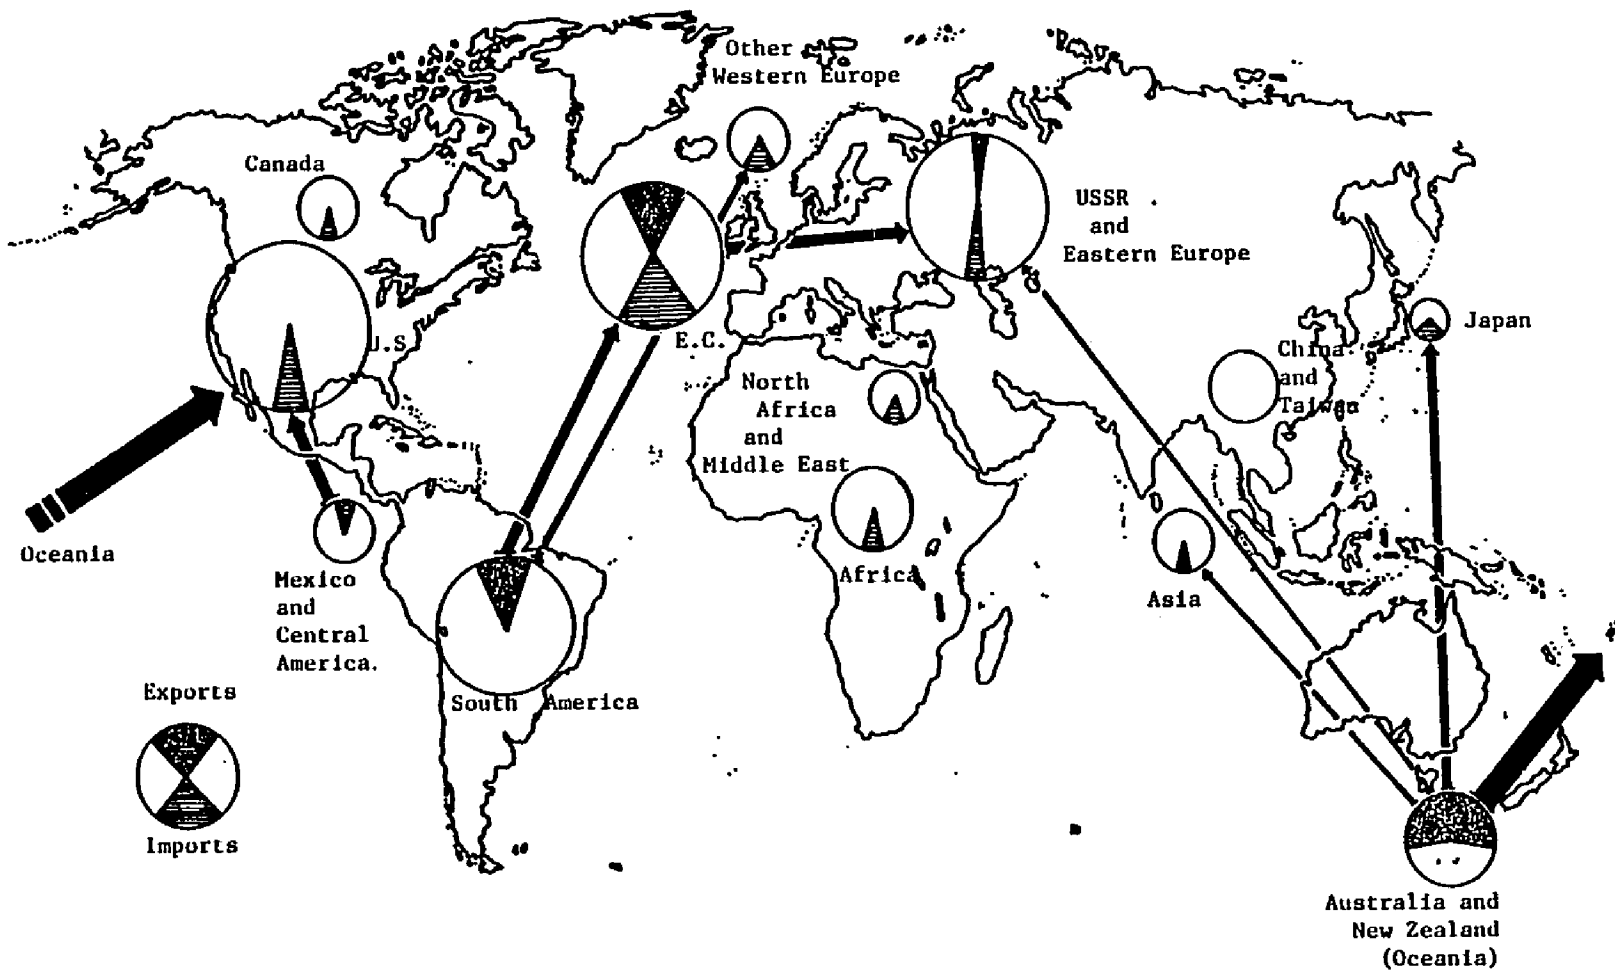 Other
Western Europe
Canada
USSR
and
Eastern Europe
U.S
E.C.
Japan
China
and
Taiwan
North
Africa
and
Middle East
Oceania
Mexico
and
Central
America.
Africa
Asia
South America
Exports
Imports
Australia and
New Zealand
(Oceania)